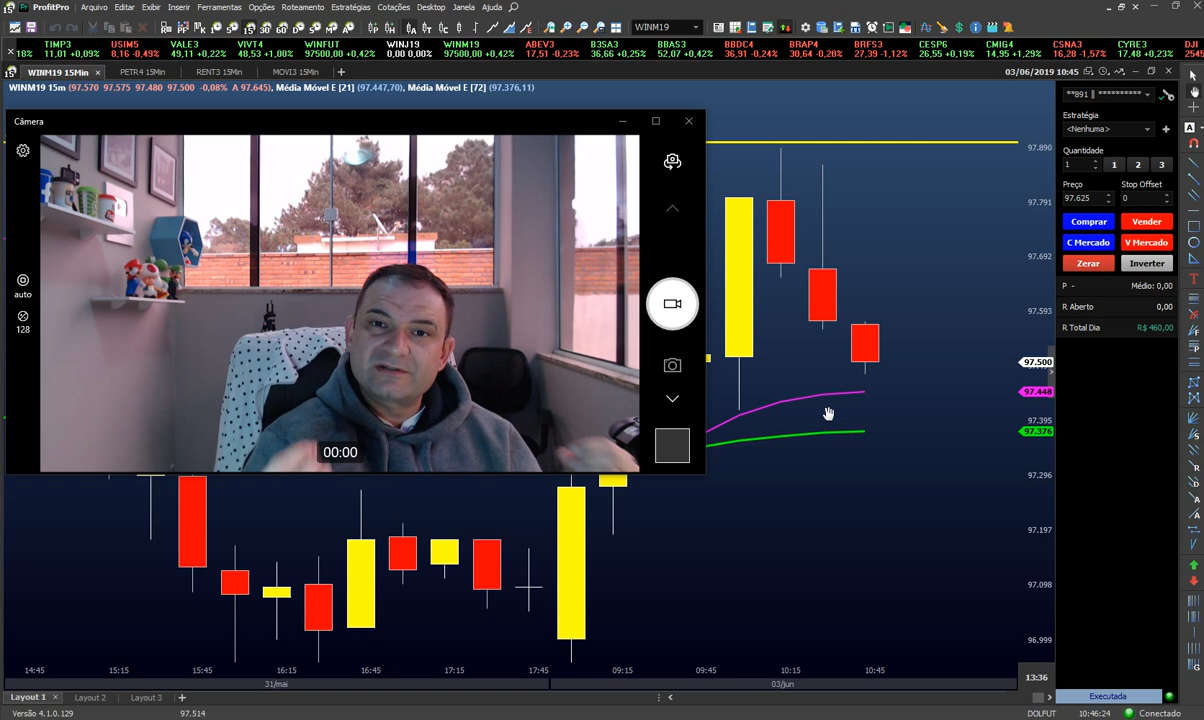 ProfitPro
Arquivo Editar Exibir Inserir Ferramentas Opções Roteamento Estratégias Cotações Desktop Janela Ajuda
WINM19
18% TIMP3 11,01 +0,09% USIM5 8,16 -0,49% VALE3 49,11 +0,22% VIVT4 48,53 +1,00% WINFUT 97500,00 +0,42% WINJ19 0,00 0,00% WINM19 97500,00 +0,42% ABEV3 17,51 -0,23% B3SA3 36,66 +0,25% BBAS3 52,07 +0,42% BBDC4 36,91 -0,24% BRAP4 30,64 -0,20% BRFS3 27,39 -1,12% CESP6 26,55 +0,19% CMIG4 14,95 +1,29% CSNA3 16,28 -1,57% CYRE3 17,48 +0,23% DJI
WINM19 15Min PETR4 15Min RENT3 15Min MOVI3 15Min 03/06/2019 10:45
WINM19 15m (97.570 97.575 97.480 97.500 -0,08% A 97.645), Média Móvel E [21] (97.447,70), Média Móvel E [72] (97.376,11)
Câmera
auto
128
00:00
97.890
97.791
97.692
97.593
97.500
97.448
97.395
97.376
97.296
97.197
97.098
96.999
**891 || **********
Estratégia
<Nenhuma>
Quantidade
1 1 2 3
Preço Stop Offset
97.625 0
Comprar Vender
C Mercado V Mercado
Zerar Inverter
P - Médio: 0,00
R Aberto 0,00
R Total Dia R$ 460,00
14:45 15:15 15:45 16:15 16:45 17:15 17:45 09:15 09:45 10:15 10:45
31/mai 03/jun
13:36
Layout 1 Layout 2 Layout 3
Executada
Versão 4.1.0.129 97.514 DOLFUT 10:46:24 Conectado